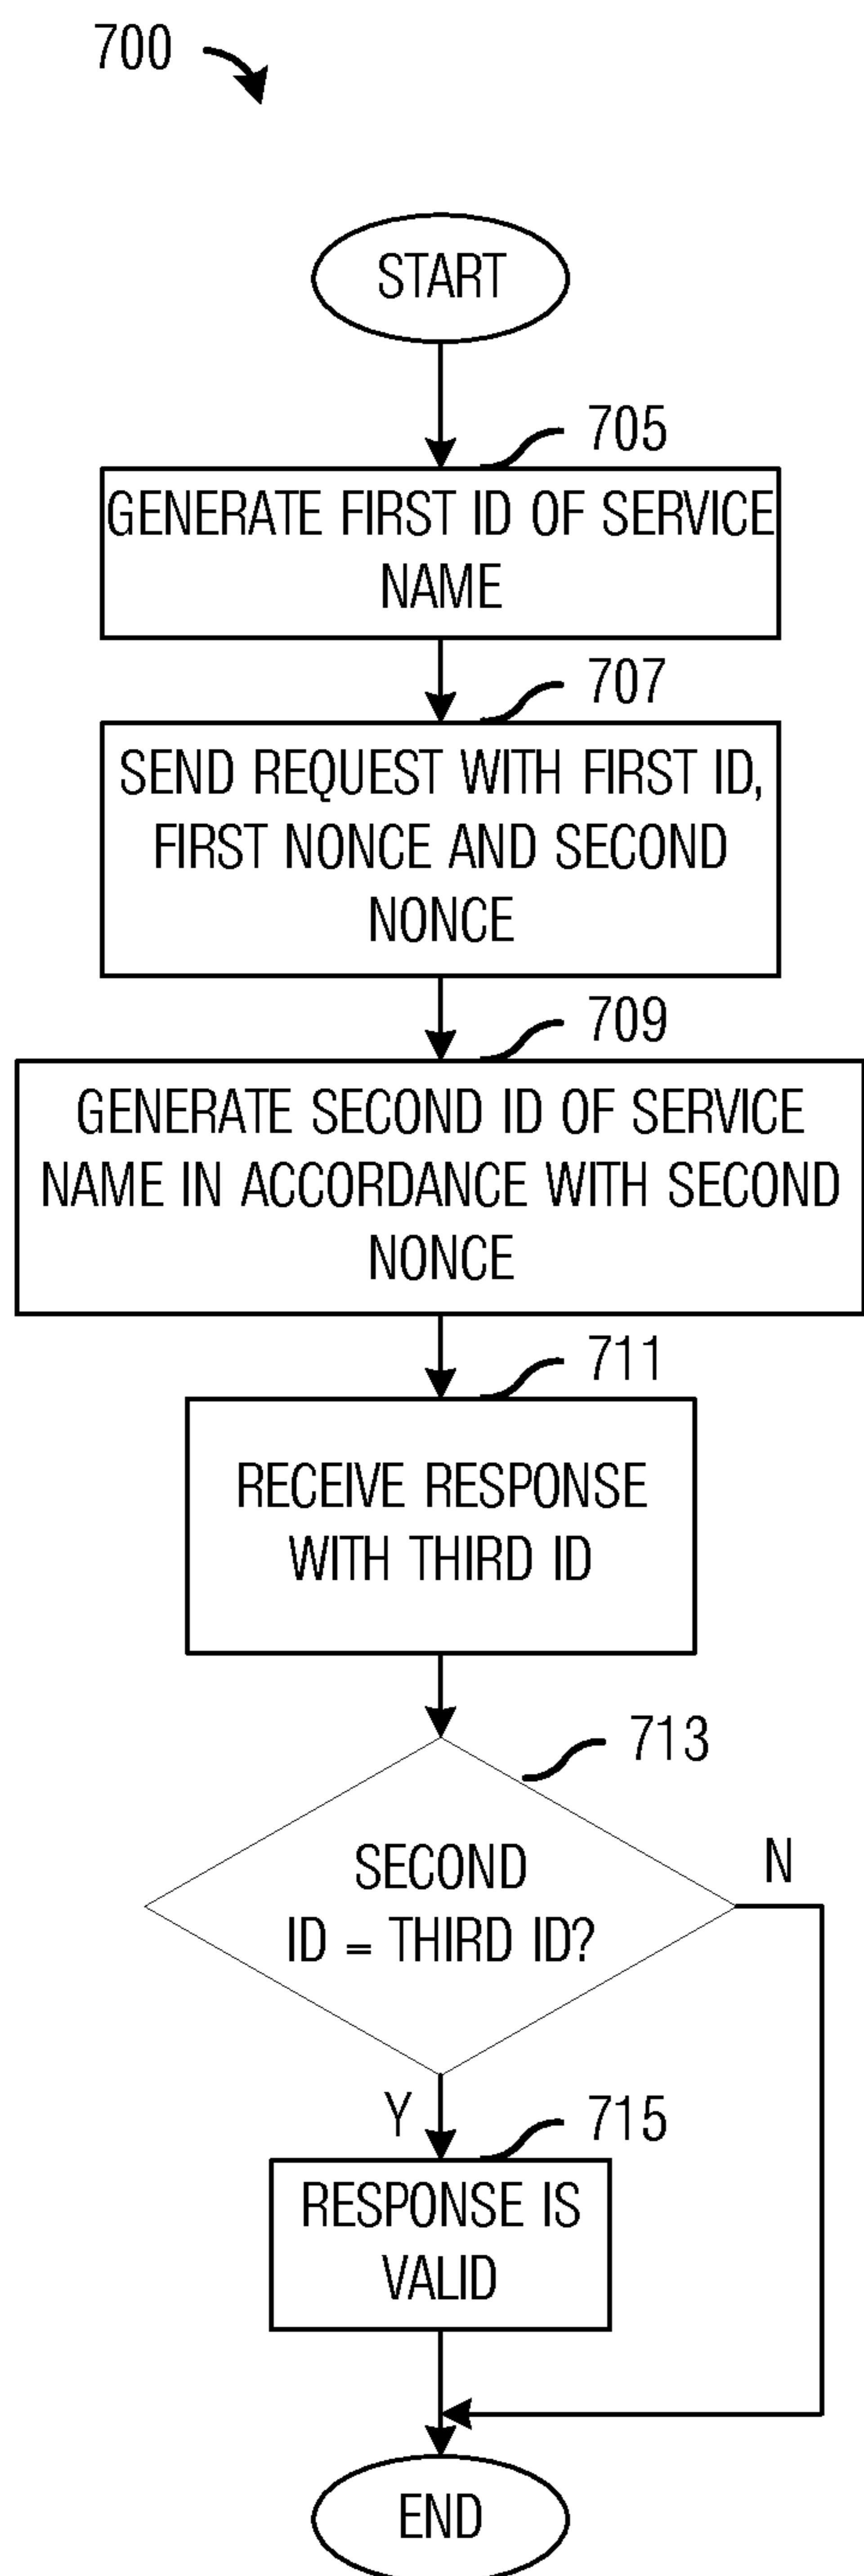 700
START
705
GENERATE FIRST ID OF SERVICE
NAME
707
SEND REQUEST WITH FIRST ID,
FIRST NONCE AND SECOND
NONCE
709
GENERATE SECOND ID OF SERVICE
NAME IN ACCORDANCE WITH SECOND
NONCE
711
RECEIVE RESPONSE
WITH THIRD ID
713
SECOND
ID = THIRD ID?
N
Y
715
RESPONSE IS
VALID
END